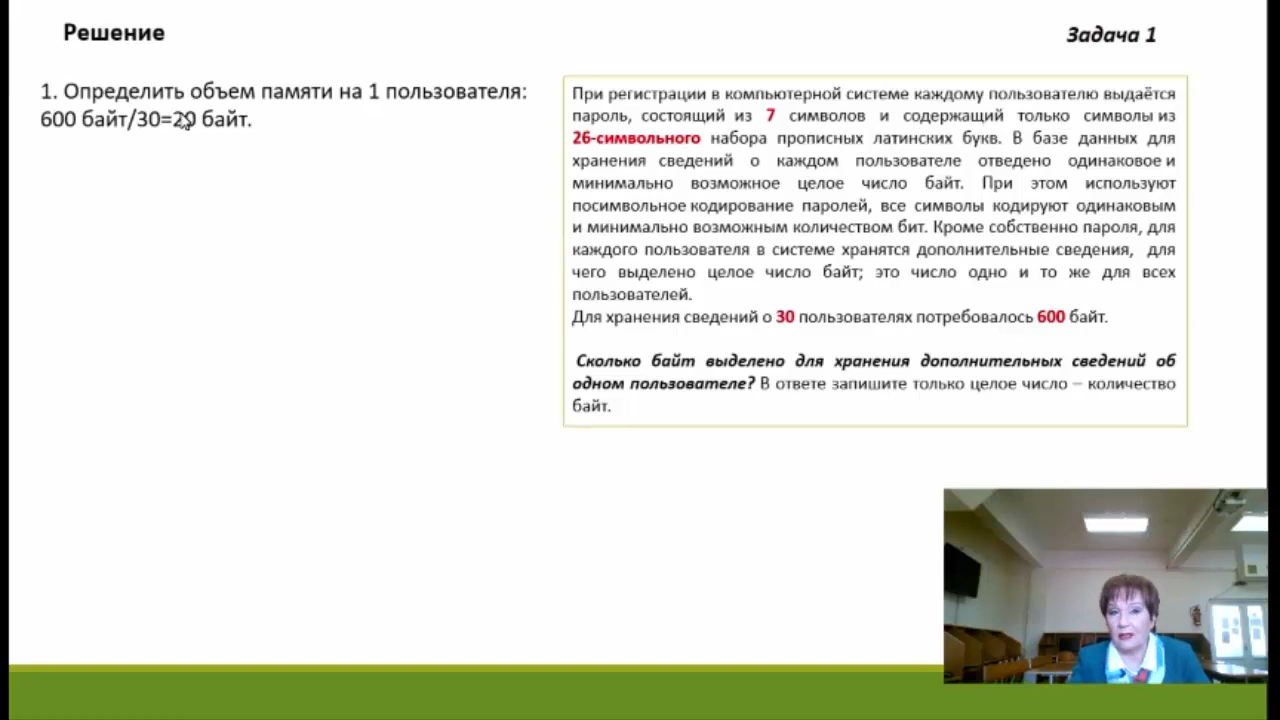 Решение
Задача 1
1. Определить объем памяти на 1 пользователя:
600 байт/30=20 байт.
При регистрации в компьютерной системе каждому пользователю выдаётся
пароль, состоящий из 7 символов и содержащий только символы из
26-символьного набора прописных латинских букв. В базе данных для
хранения сведений о каждом пользователе отведено одинаковое и
минимально возможное целое число байт. При этом используют
посимвольное кодирование паролей, все символы кодируют одинаковым
и минимально возможным количеством бит. Кроме собственно пароля, для
каждого пользователя в системе хранятся дополнительные сведения, для
чего выделено целое число байт; это число одно и то же для всех
пользователей.
Для хранения сведений о 30 пользователях потребовалось 600 байт.
Сколько байт выделено для хранения дополнительных сведений об
одном пользователе? В ответе запишите только целое число – количество
байт.